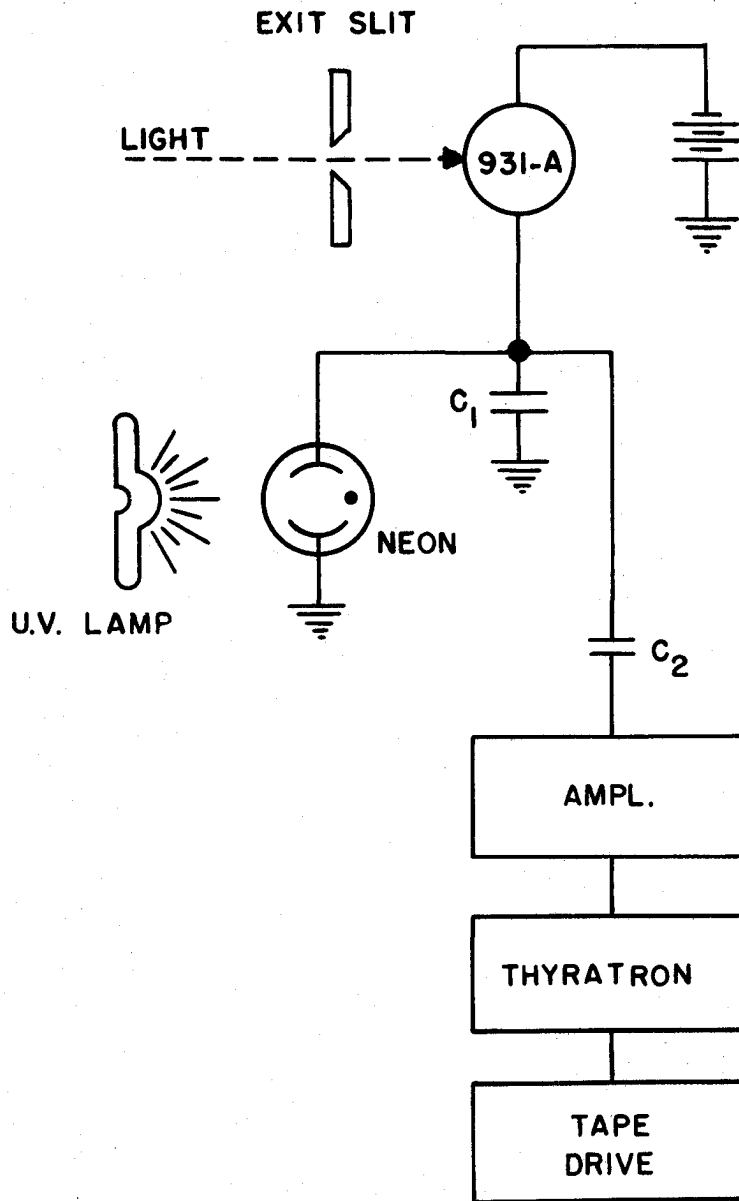 EXIT SLIT
LIGHT
931-A
C1
NEON
U.V. LAMP
C2
AMPL.
THYRATRON
TAPE
DRIVE